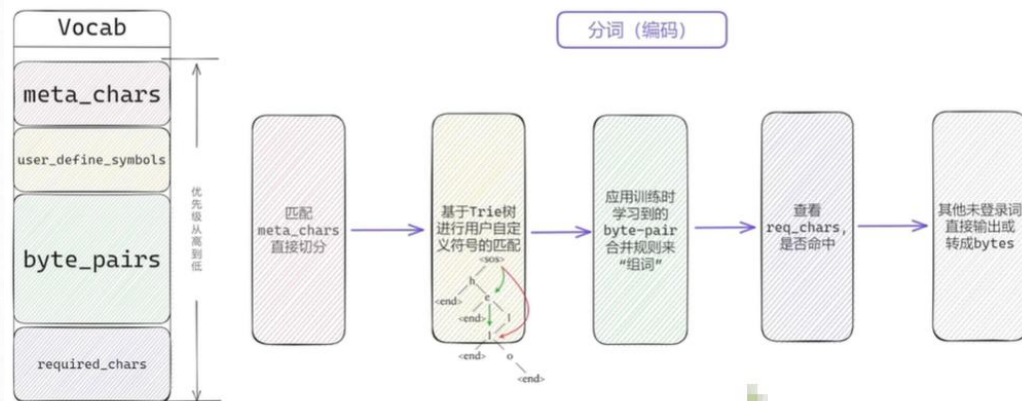 Vocab
meta_chars
user_define_symbols
byte_pairs
required_chars
优先级从高到低
分词（编码）
匹配
meta_chars
直接切分
基于Trie树
进行用户自定
义符号的匹配
<sos>
h
<end>
e
<end>
l
l
<end>
o
<end>
应用训练时
学习到的
byte-pair
合并规则来
“组词”
查看
req_chars，
是否命中
其他未登录词
直接输出或
转成bytes